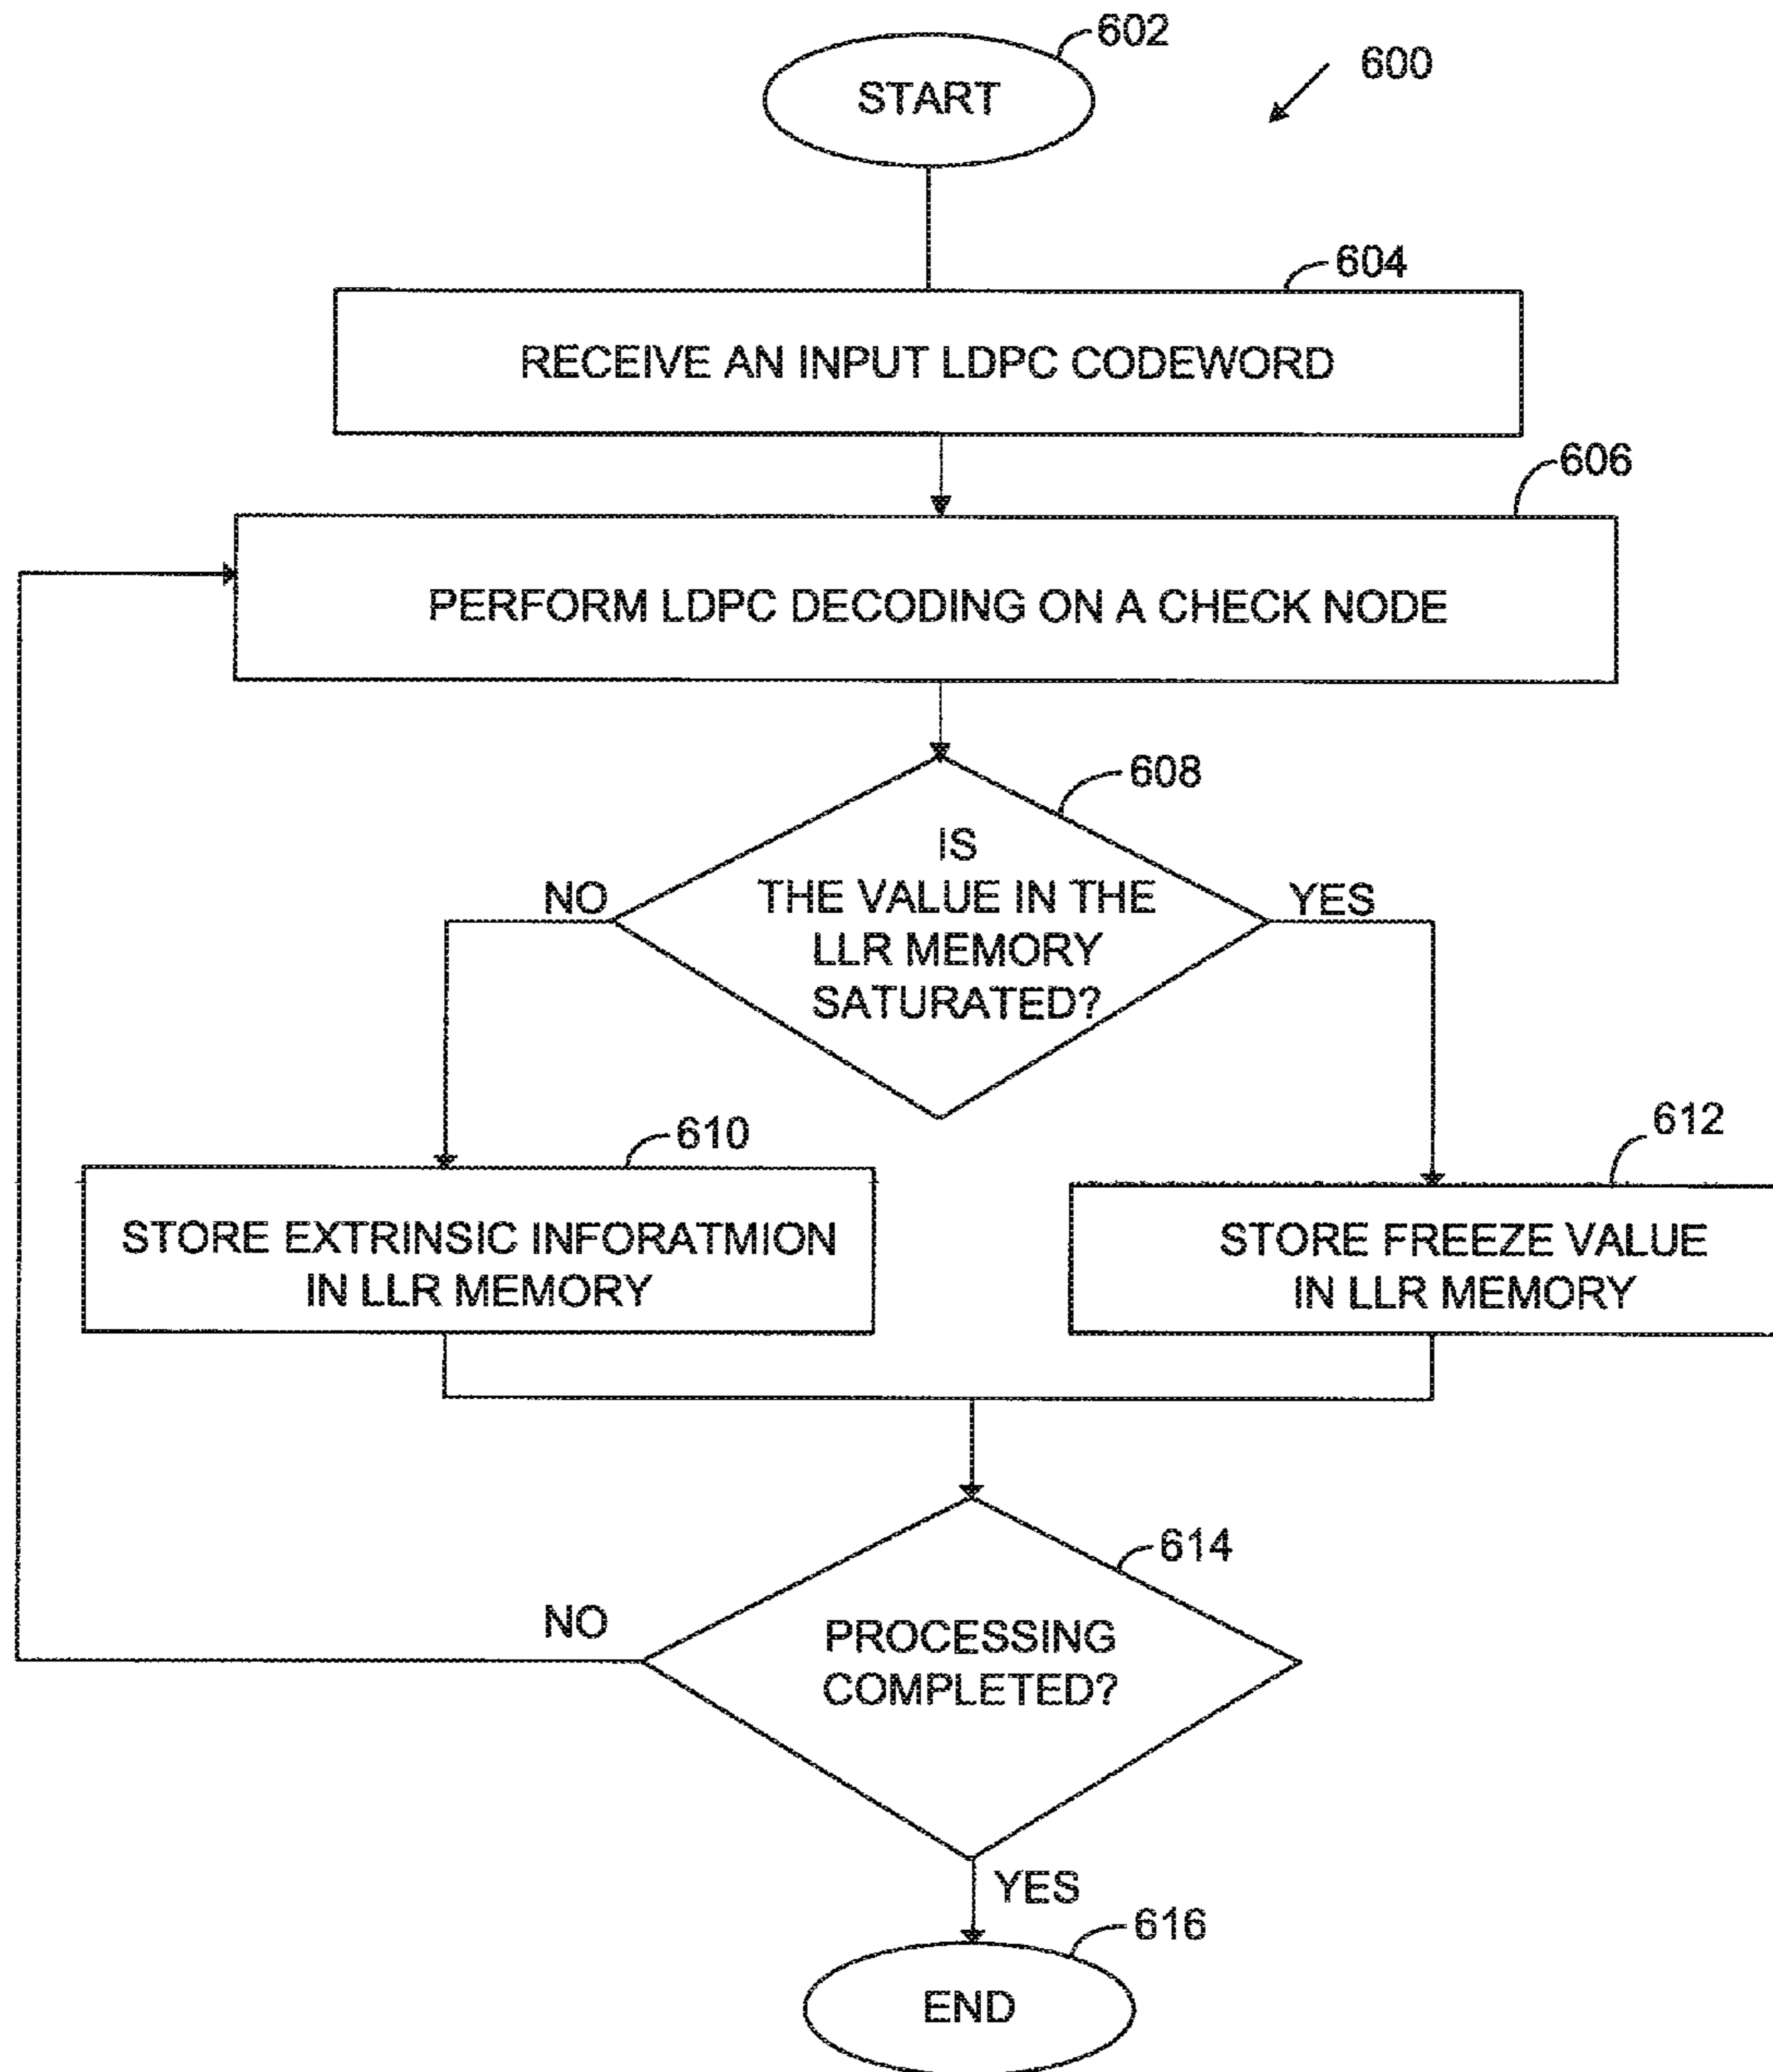 602
600
START
604
RECEIVE AN INPUT LDPC CODEWORD
606
PERFORM LDPC DECODING ON A CHECK NODE
608
IS
THE VALUE IN THE
LLR MEMORY
SATURATED?
NO
YES
610
STORE EXTRINSIC INFORATMION
IN LLR MEMORY
612
STORE FREEZE VALUE
IN LLR MEMORY
614
PROCESSING
COMPLETED?
NO
YES
616
END